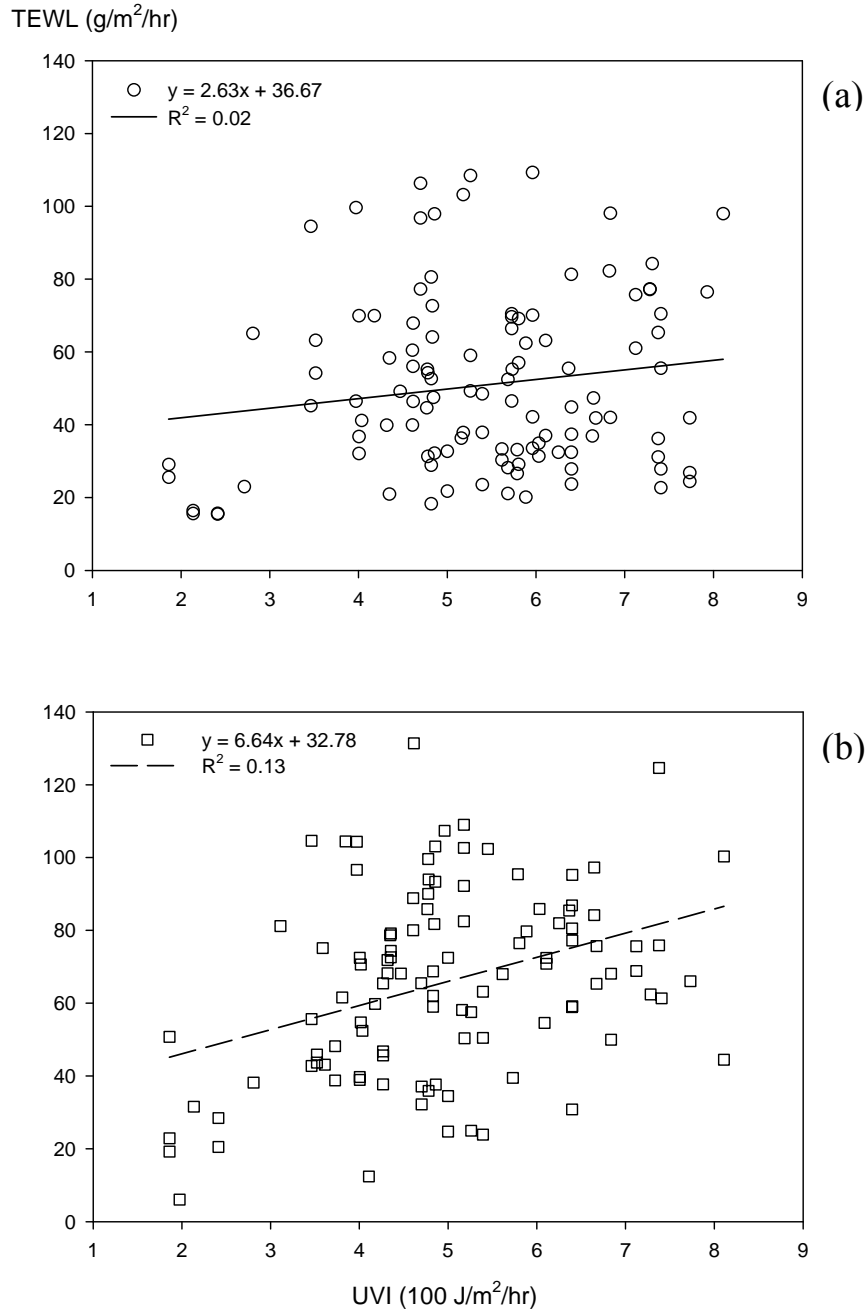 TEWL (g/m²/hr)
140
120
100
80
60
40
20
0
1 2 3 4 5 6 7 8 9
y = 2.63x + 36.67
R² = 0.02
(a)
140
120
100
80
60
40
20
0
1 2 3 4 5 6 7 8 9
y = 6.64x + 32.78
R² = 0.13
(b)
UVI (100 J/m²/hr)